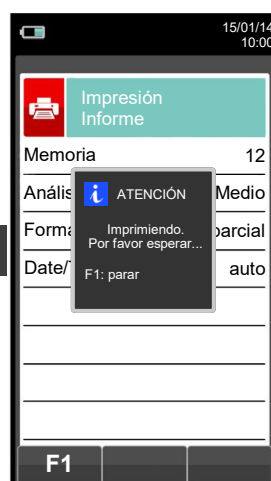 15/01/14
10:00
Impresión
Informe
Memoria 12
Anális Medio
Forma parcial
Date/ auto
ATENCIÓN
Imprimiendo.
Por favor esperar...
F1: parar
F1